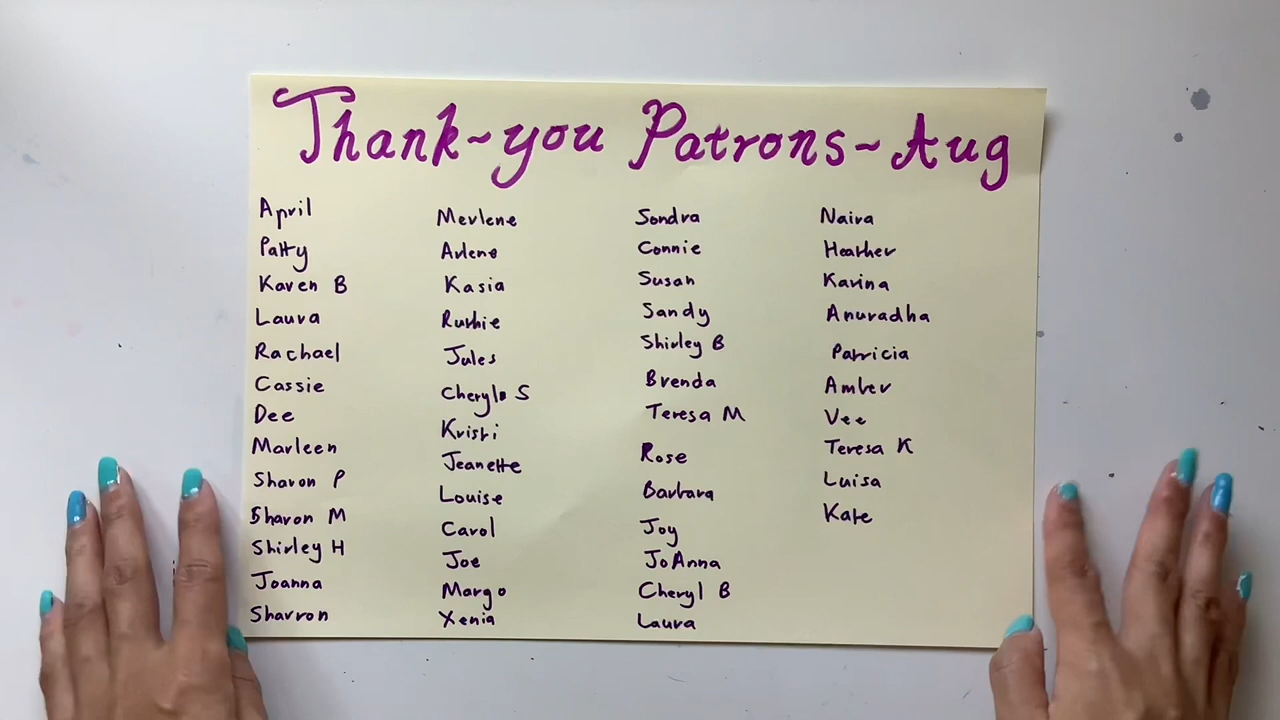 Thank~you Patrons~Aug
April
Patty
Karen B
Laura
Rachael
Cassie
Dee
Marleen
Sharon P
Sharon M
Shirley H
Joanna
Sharron
Merlene
Arlene
Kasia
Ruthie
Jules
Cheryle S
Kristi
Jeanette
Louise
Carol
Joe
Margo
Xenia
Sondra
Connie
Susan
Sandy
Shirley B
Brenda
Teresa M
Rose
Barbara
Joy
JoAnna
Cheryl B
Laura
Naira
Heather
Karina
Anuradha
Patricia
Amber
Vee
Teresa K
Luisa
Kate